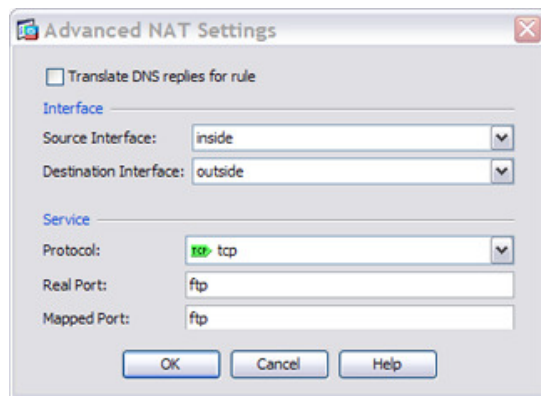 Advanced NAT Settings
Translate DNS replies for rule
Interface
Source Interface: inside
Destination Interface: outside
Service
Protocol: TCP tcp
Real Port: ftp
Mapped Port: ftp
OK Cancel Help